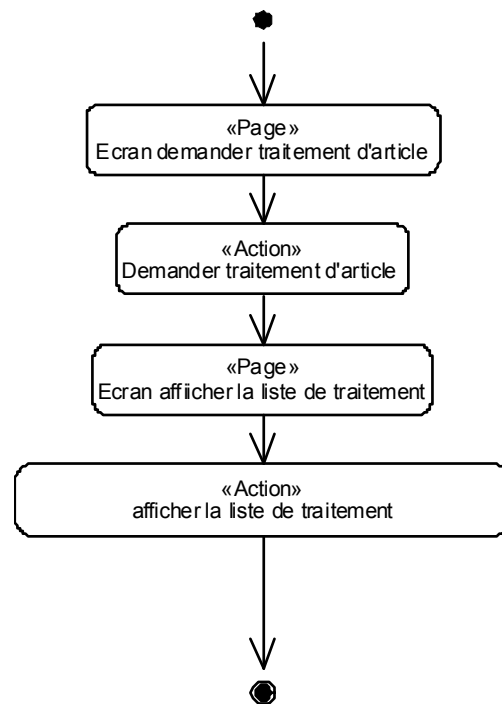 «Page»
Ecran demander traitement d'article
«Action»
Demander traitement d'article
«Page»
Ecran affiicher la liste de traitement
«Action»
afficher la liste de traitement